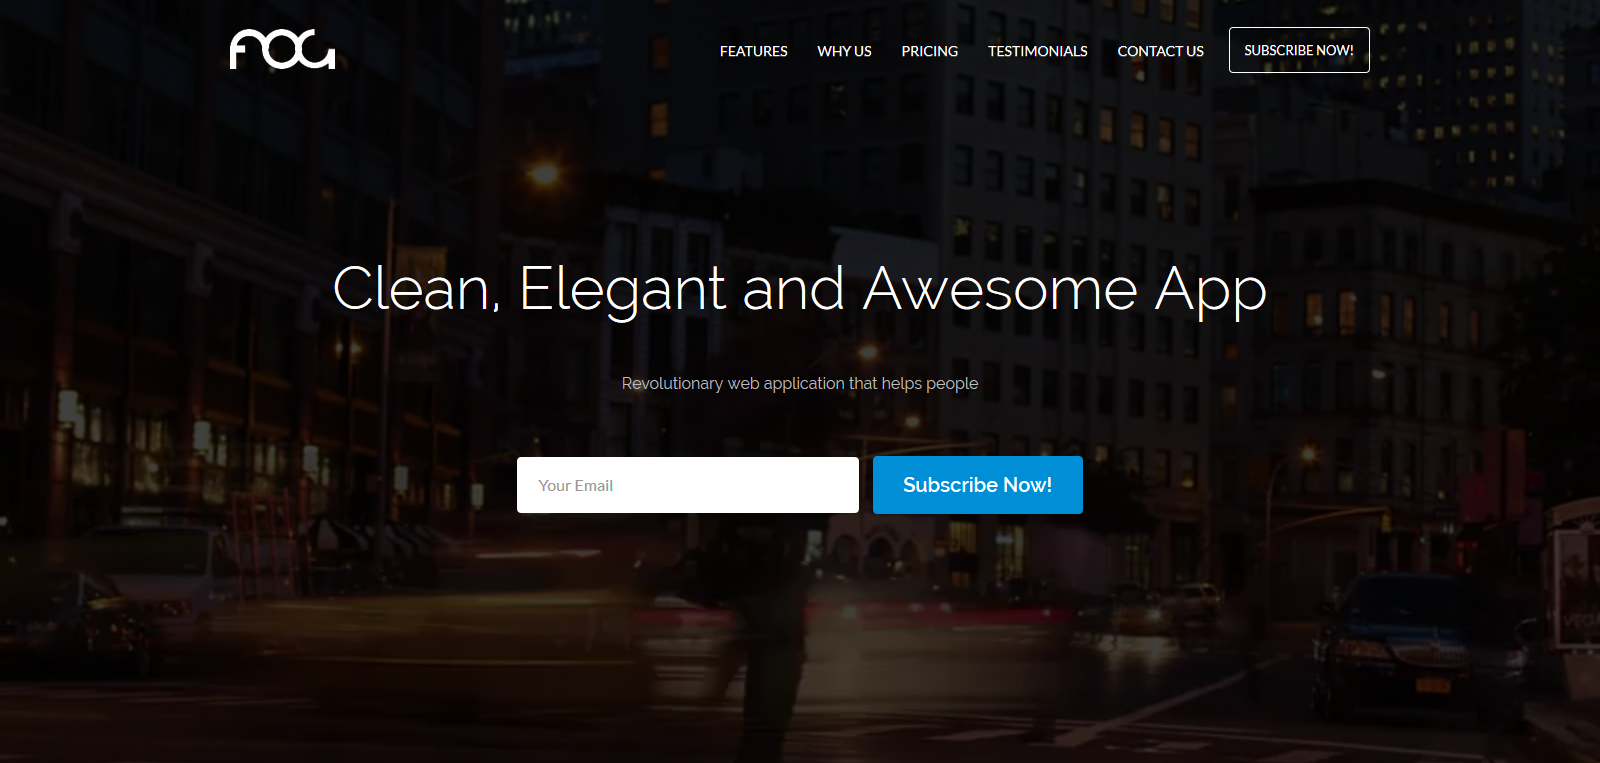 FOG
FEATURES WHY US PRICING TESTIMONIALS CONTACT US SUBSCRIBE NOW!
Clean, Elegant and Awesome App
Revolutionary web application that helps people
Your Email Subscribe Now!